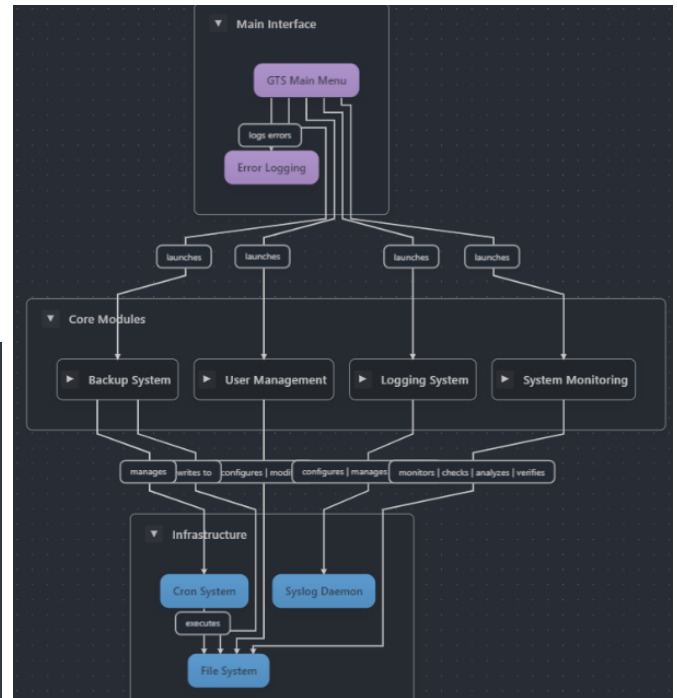 Main Interface
GTS Main Menu
logs errors
Error Logging
launches
launches
launches
launches
Core Modules
Backup System
User Management
Logging System
System Monitoring
manages
writes to
configures | modi
configures | manages
monitors | checks | analyzes | verifies
Infrastructure
Cron System
Syslog Daemon
executes
File System